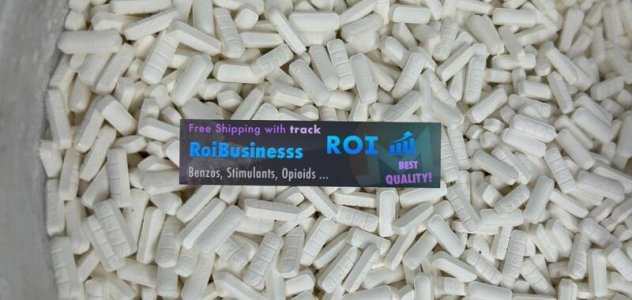 Free Shipping with track
RoiBusinesss
ROI
Benzos, Stimulants, Opioids ...
BEST
QUALITY!